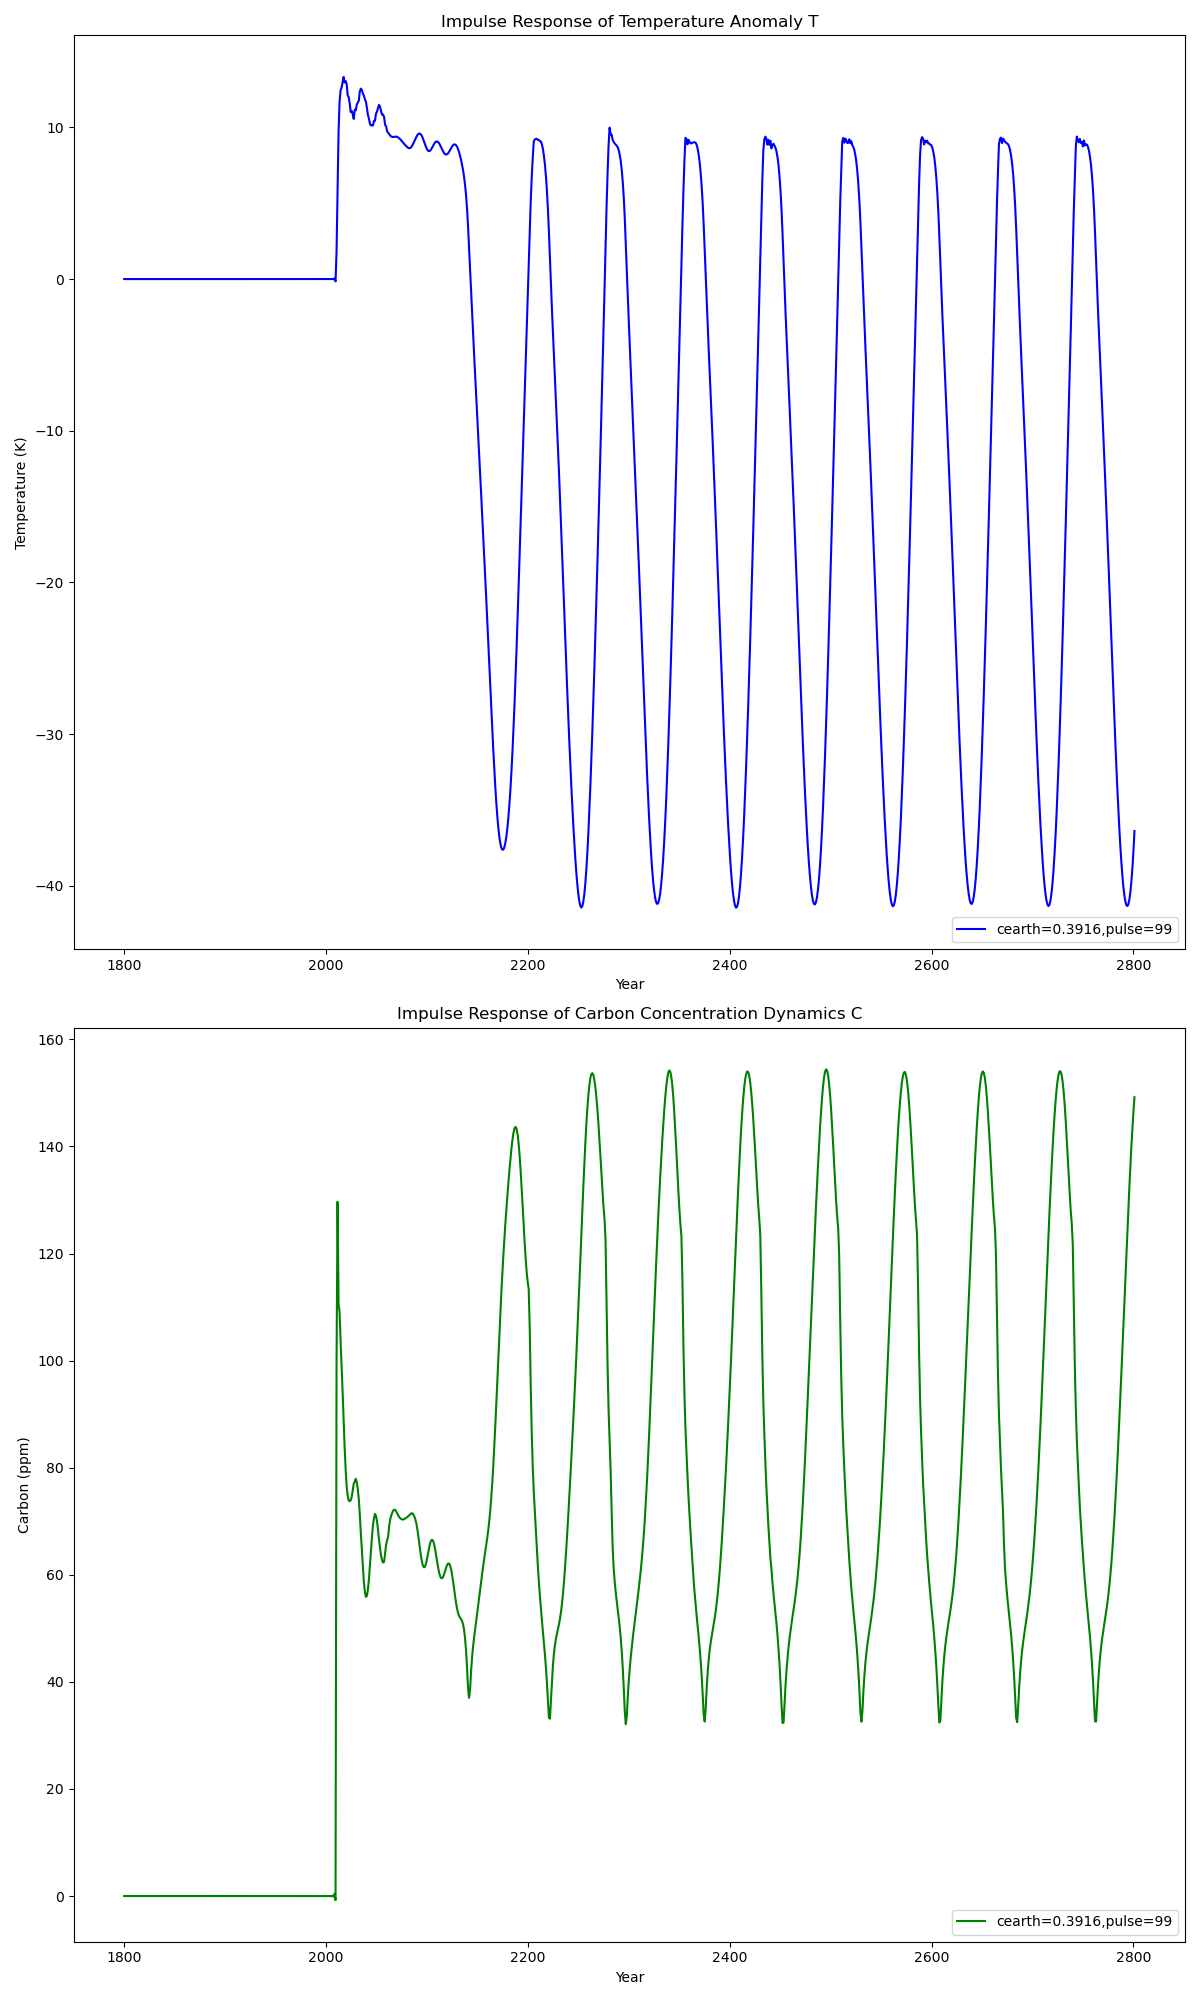 Impulse Response of Temperature Anomaly T
10
0
−10
−20
−30
−40
Temperature (K)
cearth=0.3916,pulse=99
1800 2000 2200 2400 2600 2800
Year
Impulse Response of Carbon Concentration Dynamics C
160
140
120
100
80
60
40
20
0
Carbon (ppm)
cearth=0.3916,pulse=99
1800 2000 2200 2400 2600 2800
Year